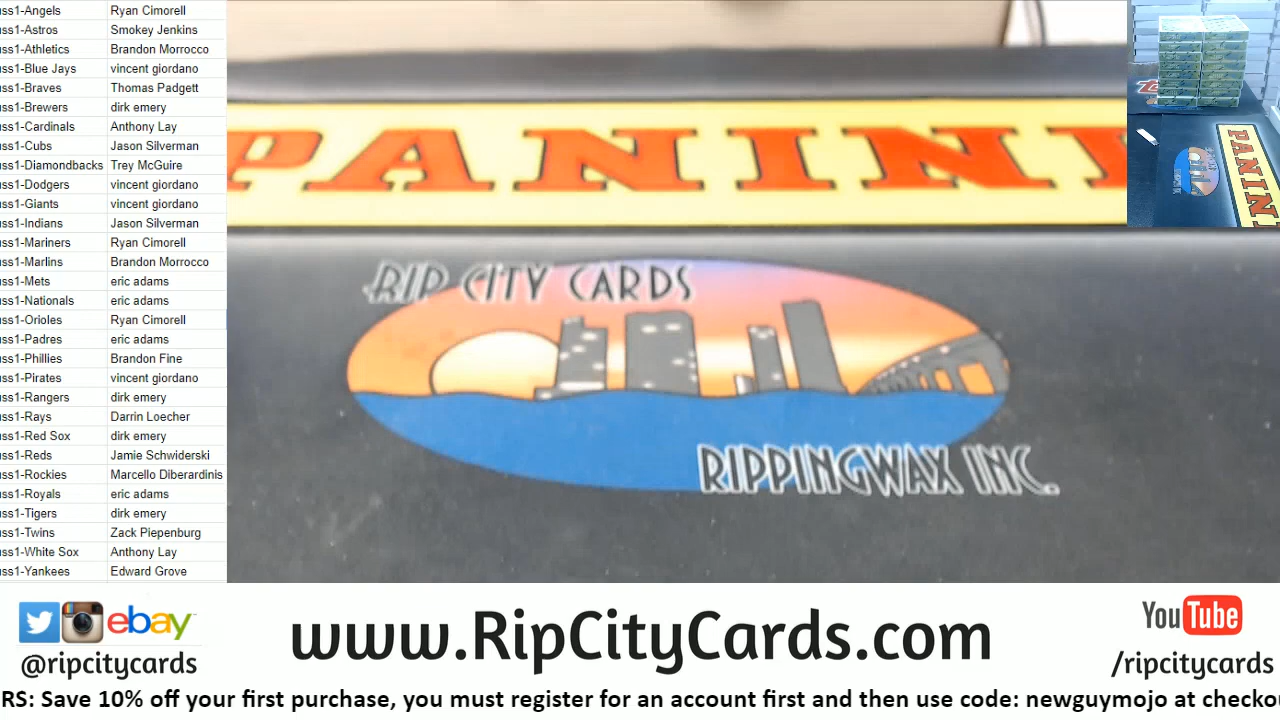 ss1-Angels Ryan Cimorell
ss1-Astros Smokey Jenkins
ss1-Athletics Brandon Morrocco
ss1-Blue Jays vincent giordano
ss1-Braves Thomas Padgett
ss1-Brewers dirk emery
ss1-Cardinals Anthony Lay
ss1-Cubs Jason Silverman
ss1-Diamondbacks Trey McGuire
ss1-Dodgers vincent giordano
ss1-Giants vincent giordano
ss1-Indians Jason Silverman
ss1-Mariners Ryan Cimorell
ss1-Marlins Brandon Morrocco
ss1-Mets eric adams
ss1-Nationals eric adams
ss1-Orioles Ryan Cimorell
ss1-Padres eric adams
ss1-Phillies Brandon Fine
ss1-Pirates vincent giordano
ss1-Rangers dirk emery
ss1-Rays Darrin Loecher
ss1-Red Sox dirk emery
ss1-Reds Jamie Schwiderski
ss1-Rockies Marcello Diberardinis
ss1-Royals eric adams
ss1-Tigers dirk emery
ss1-Twins Zack Piepenburg
ss1-White Sox Anthony Lay
ss1-Yankees Edward Grove
PANINI
RIP CITY CARDS
RIPPINGWAX INC.
PANINI
ebay
@ripcitycards
www.RipCityCards.com
YouTube
/ripcitycards
RS: Save 10% off your first purchase, you must register for an account first and then use code: newguymojo at checko